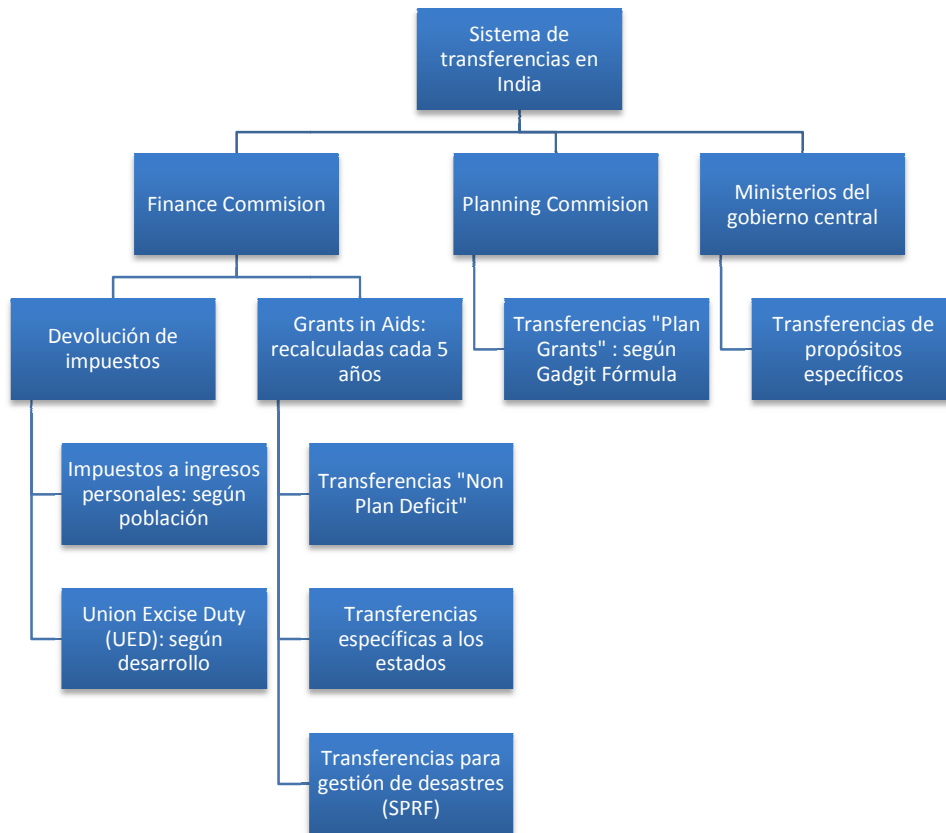 Sistema de
transferencias en
India
Finance Commision
Planning Commision
Ministerios del
gobierno central
Devolución de
impuestos
Grants in Aids:
recalculadas cada 5
años
Transferencias "Plan
Grants" : según
Gadgit Fórmula
Transferencias de
propósitos
específicos
Impuestos a ingresos
personales: según
población
Transferencias "Non
Plan Deficit"
Union Excise Duty
(UED): según
desarrollo
Transferencias
específicas a los
estados
Transferencias para
gestión de desastres
(SPRF)